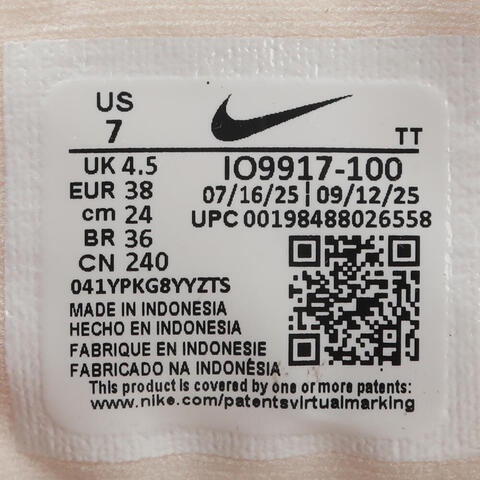 US
7
TT
UK 4.5
EUR 38
cm 24
BR 36
CN 240
IO9917-100
07/16/25 | 09/12/25
UPC 00198488026558
041YPKG8YYZTS
MADE IN INDONESIA
HECHO EN INDONESIA
FABRIQUE EN INDONESIE
FABRICADO NA INDONÉSIA
This product is covered by one or more patents:
www.nike.com/patentsvirtualmarking